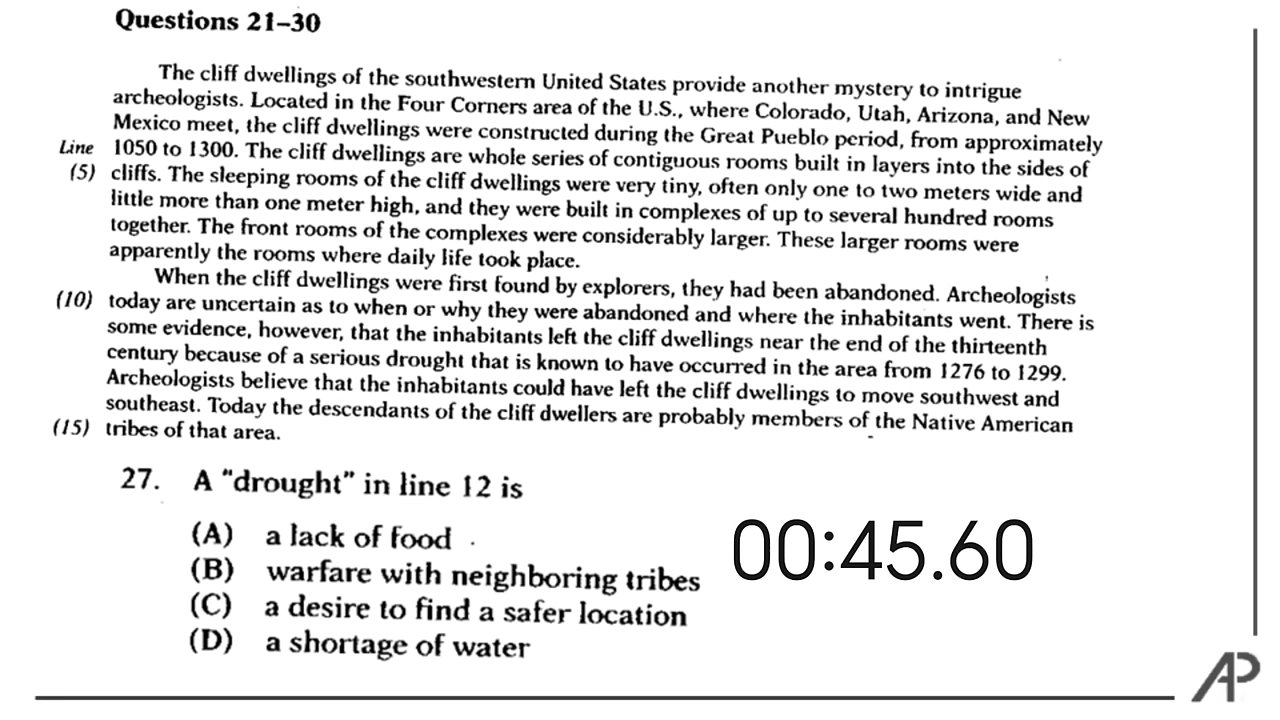 Questions 21–30
The cliff dwellings of the southwestern United States provide another mystery to intrigue
archeologists. Located in the Four Corners area of the U.S., where Colorado, Utah, Arizona, and New
Mexico meet, the cliff dwellings were constructed during the Great Pueblo period, from approximately
Line 1050 to 1300. The cliff dwellings are whole series of contiguous rooms built in layers into the sides of
(5) cliffs. The sleeping rooms of the cliff dwellings were very tiny, often only one to two meters wide and
little more than one meter high, and they were built in complexes of up to several hundred rooms
together. The front rooms of the complexes were considerably larger. These larger rooms were
apparently the rooms where daily life took place.
When the cliff dwellings were first found by explorers, they had been abandoned. Archeologists
(10) today are uncertain as to when or why they were abandoned and where the inhabitants went. There is
some evidence, however, that the inhabitants left the cliff dwellings near the end of the thirteenth
century because of a serious drought that is known to have occurred in the area from 1276 to 1299.
Archeologists believe that the inhabitants could have left the cliff dwellings to move southwest and
southeast. Today the descendants of the cliff dwellers are probably members of the Native American
(15) tribes of that area.
27. A "drought" in line 12 is
(A) a lack of food
(B) warfare with neighboring tribes
(C) a desire to find a safer location
(D) a shortage of water
00:45.60
AP